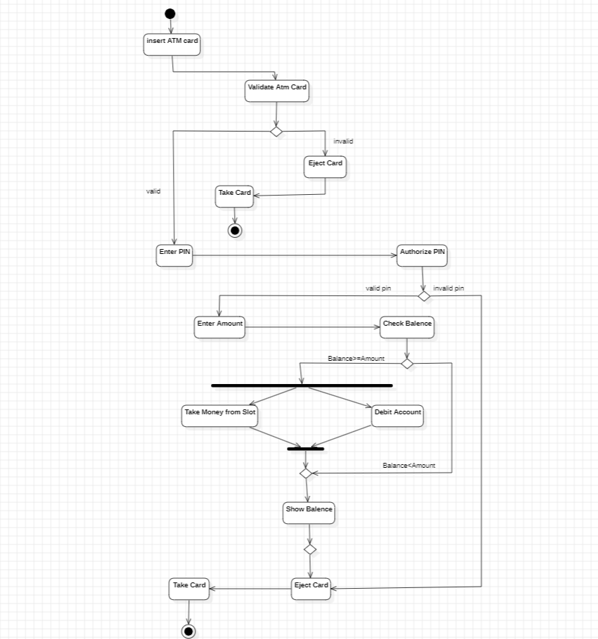 insert ATM card
Validate Atm Card
invalid
Eject Card
valid
Take Card
Enter PIN
Authorize PIN
valid pin
invalid pin
Enter Amount
Check Balence
Balance>=Amount
Take Money from Slot
Debit Account
Balance<Amount
Show Balence
Take Card
Eject Card